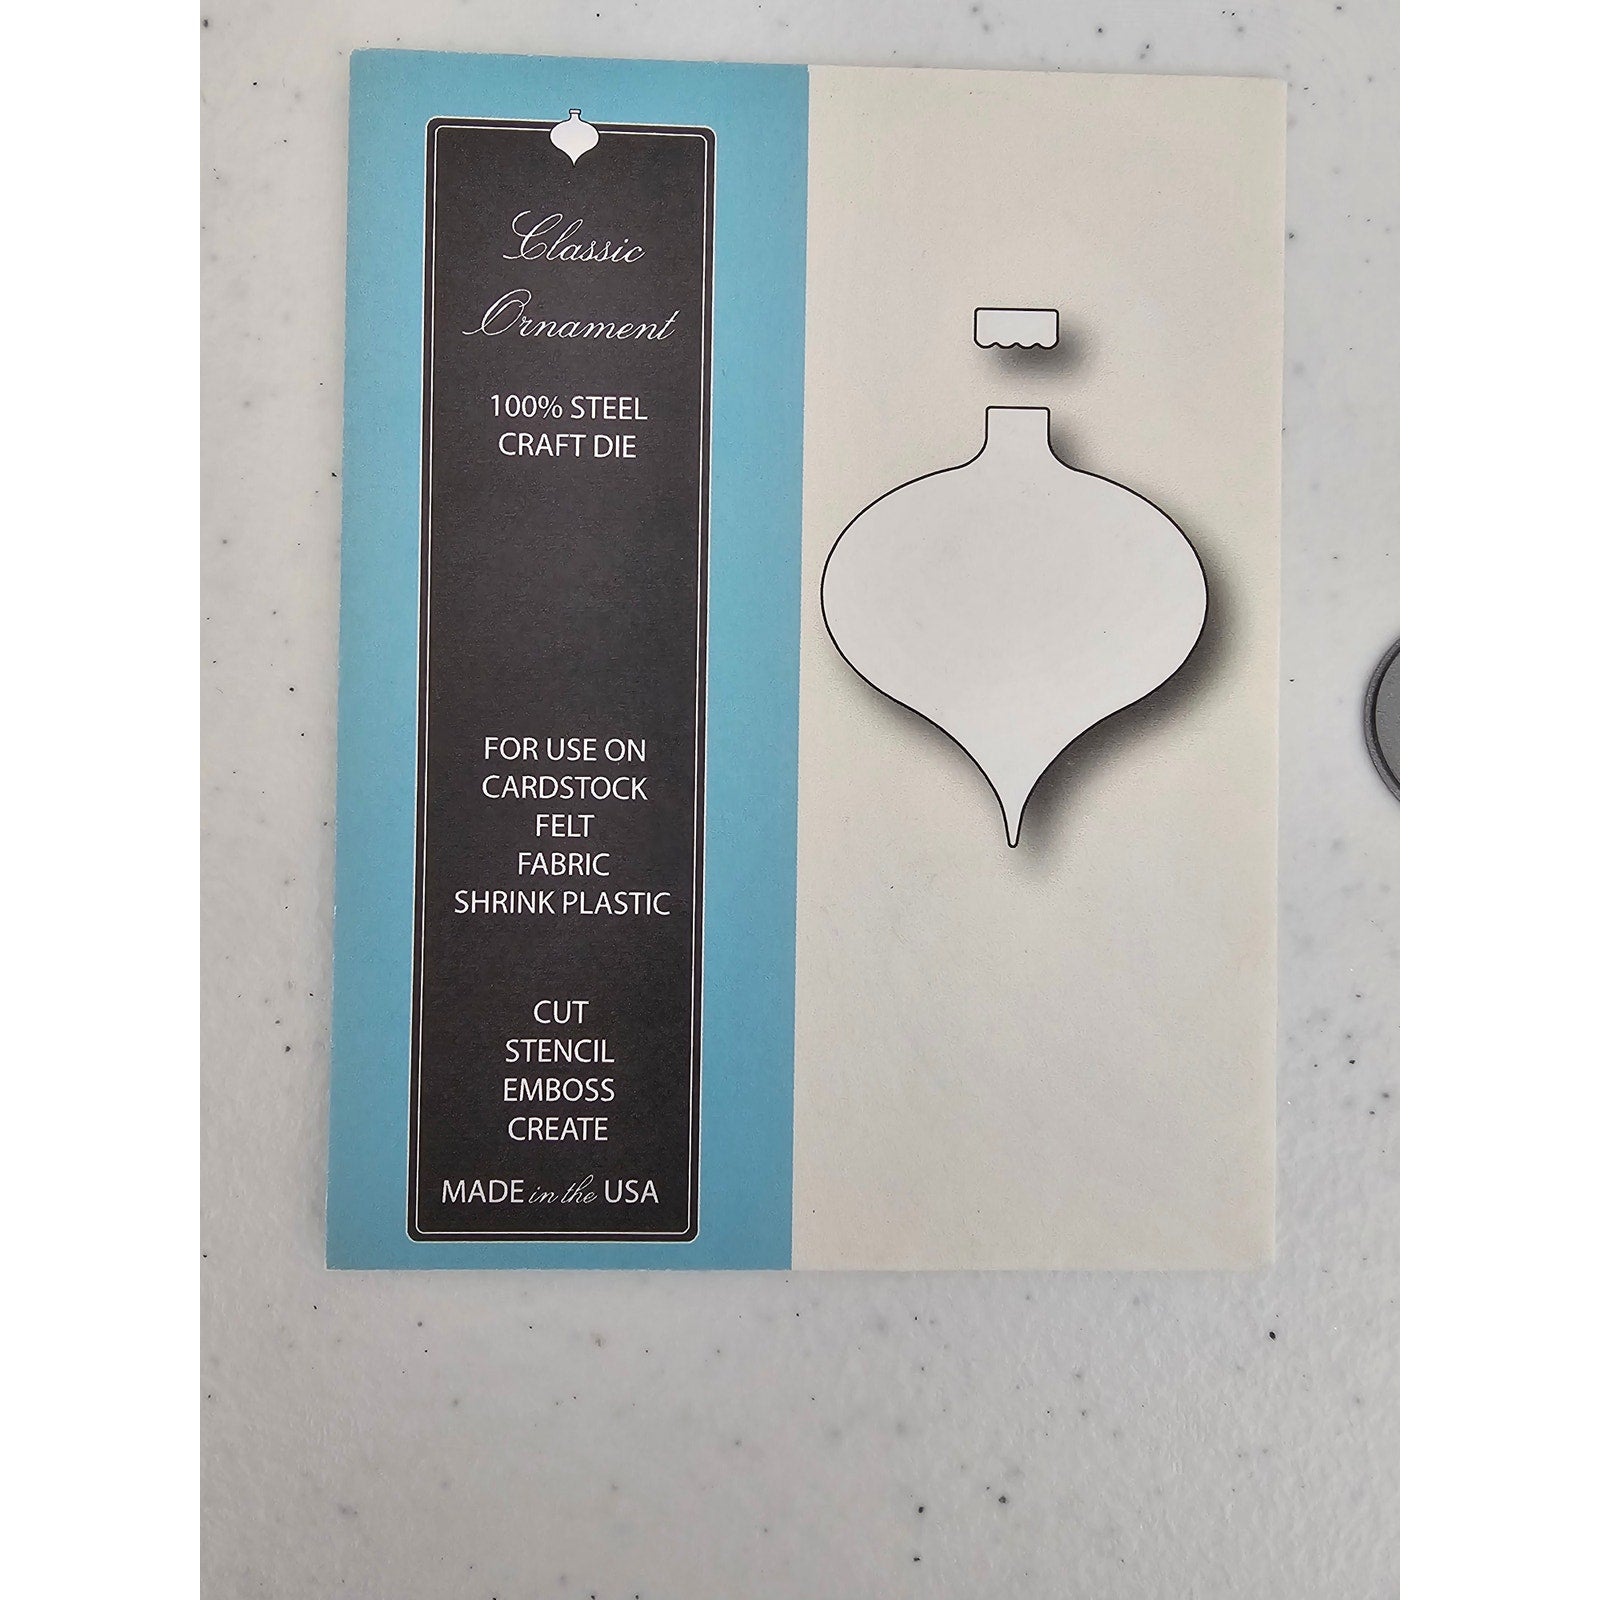 Classic
Ornament
100% STEEL
CRAFT DIE
FOR USE ON
CARDSTOCK
FELT
FABRIC
SHRINK PLASTIC
CUT
STENCIL
EMBOSS
CREATE
MADE in the USA